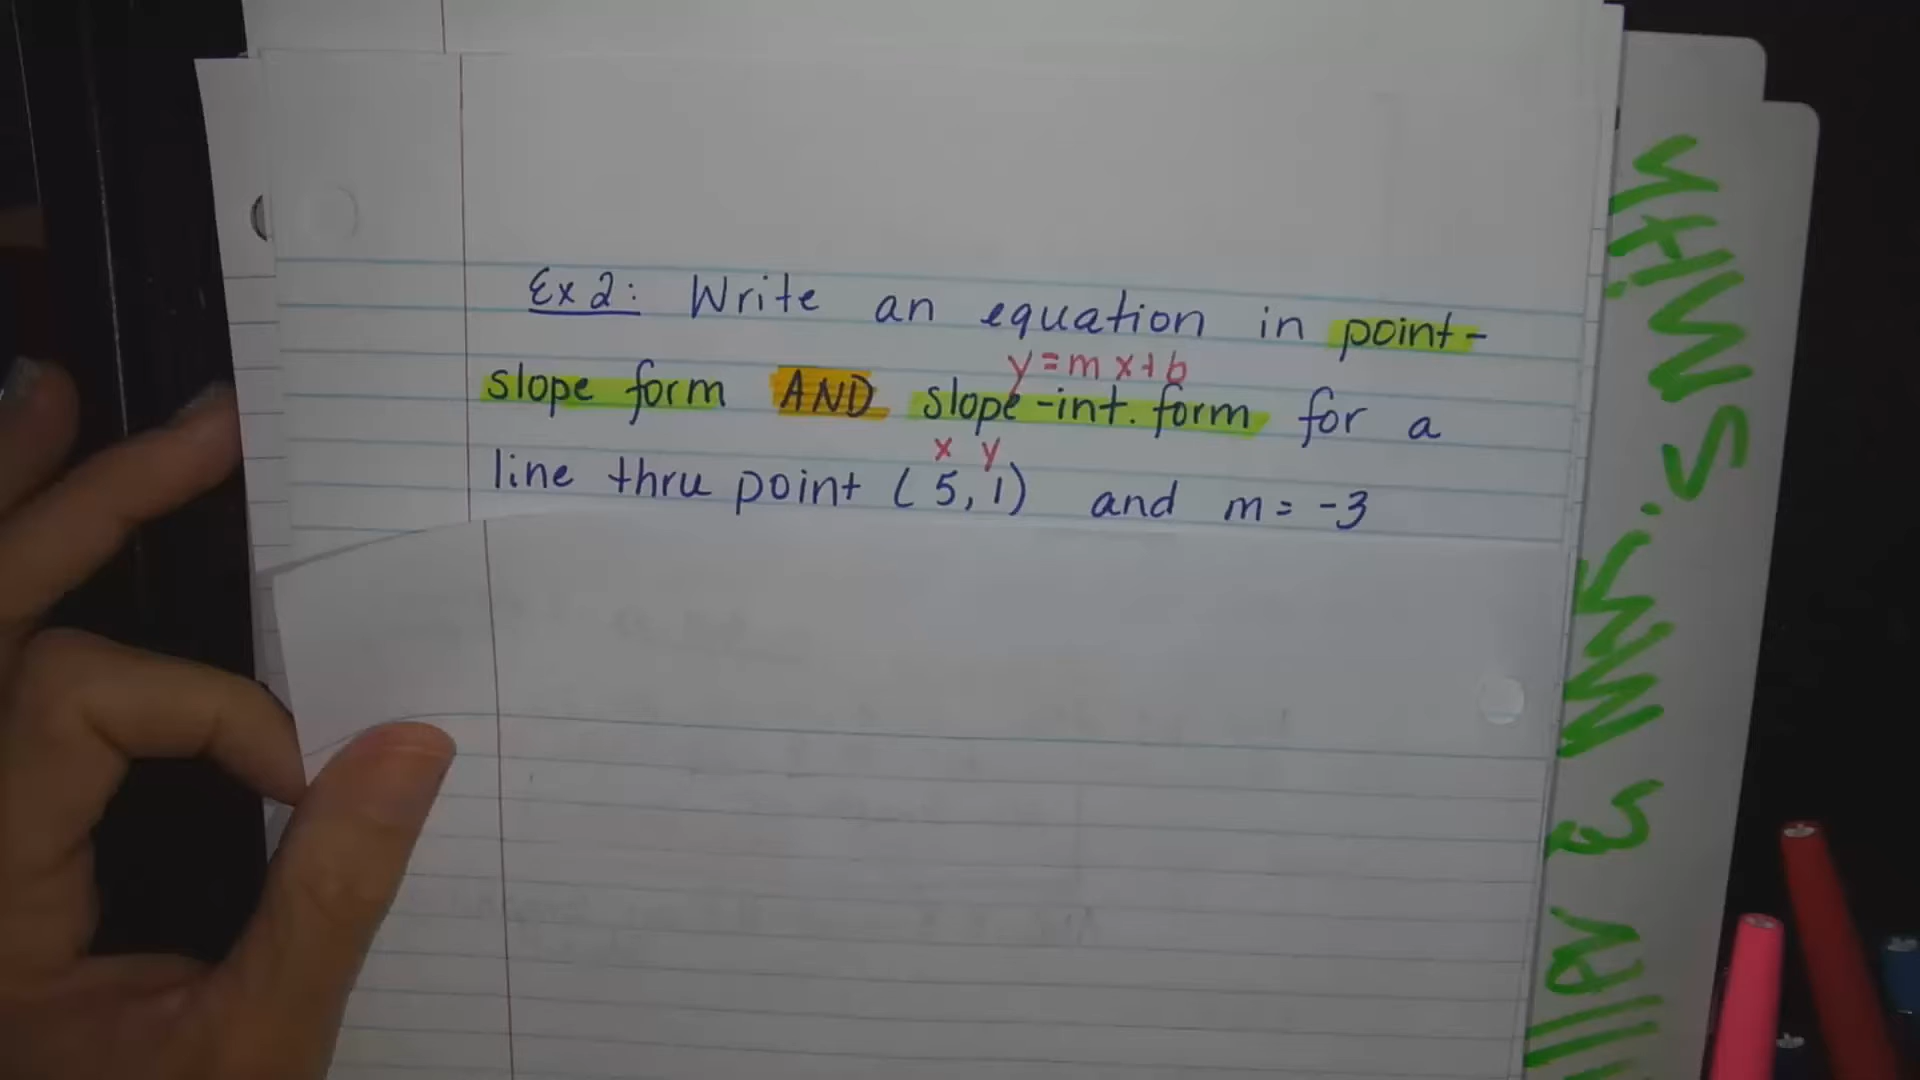 Ex 2: Write an equation in point-
y=mx+b
slope form AND slope-int. form for a
x y
line thru point (5,1) and m= -3